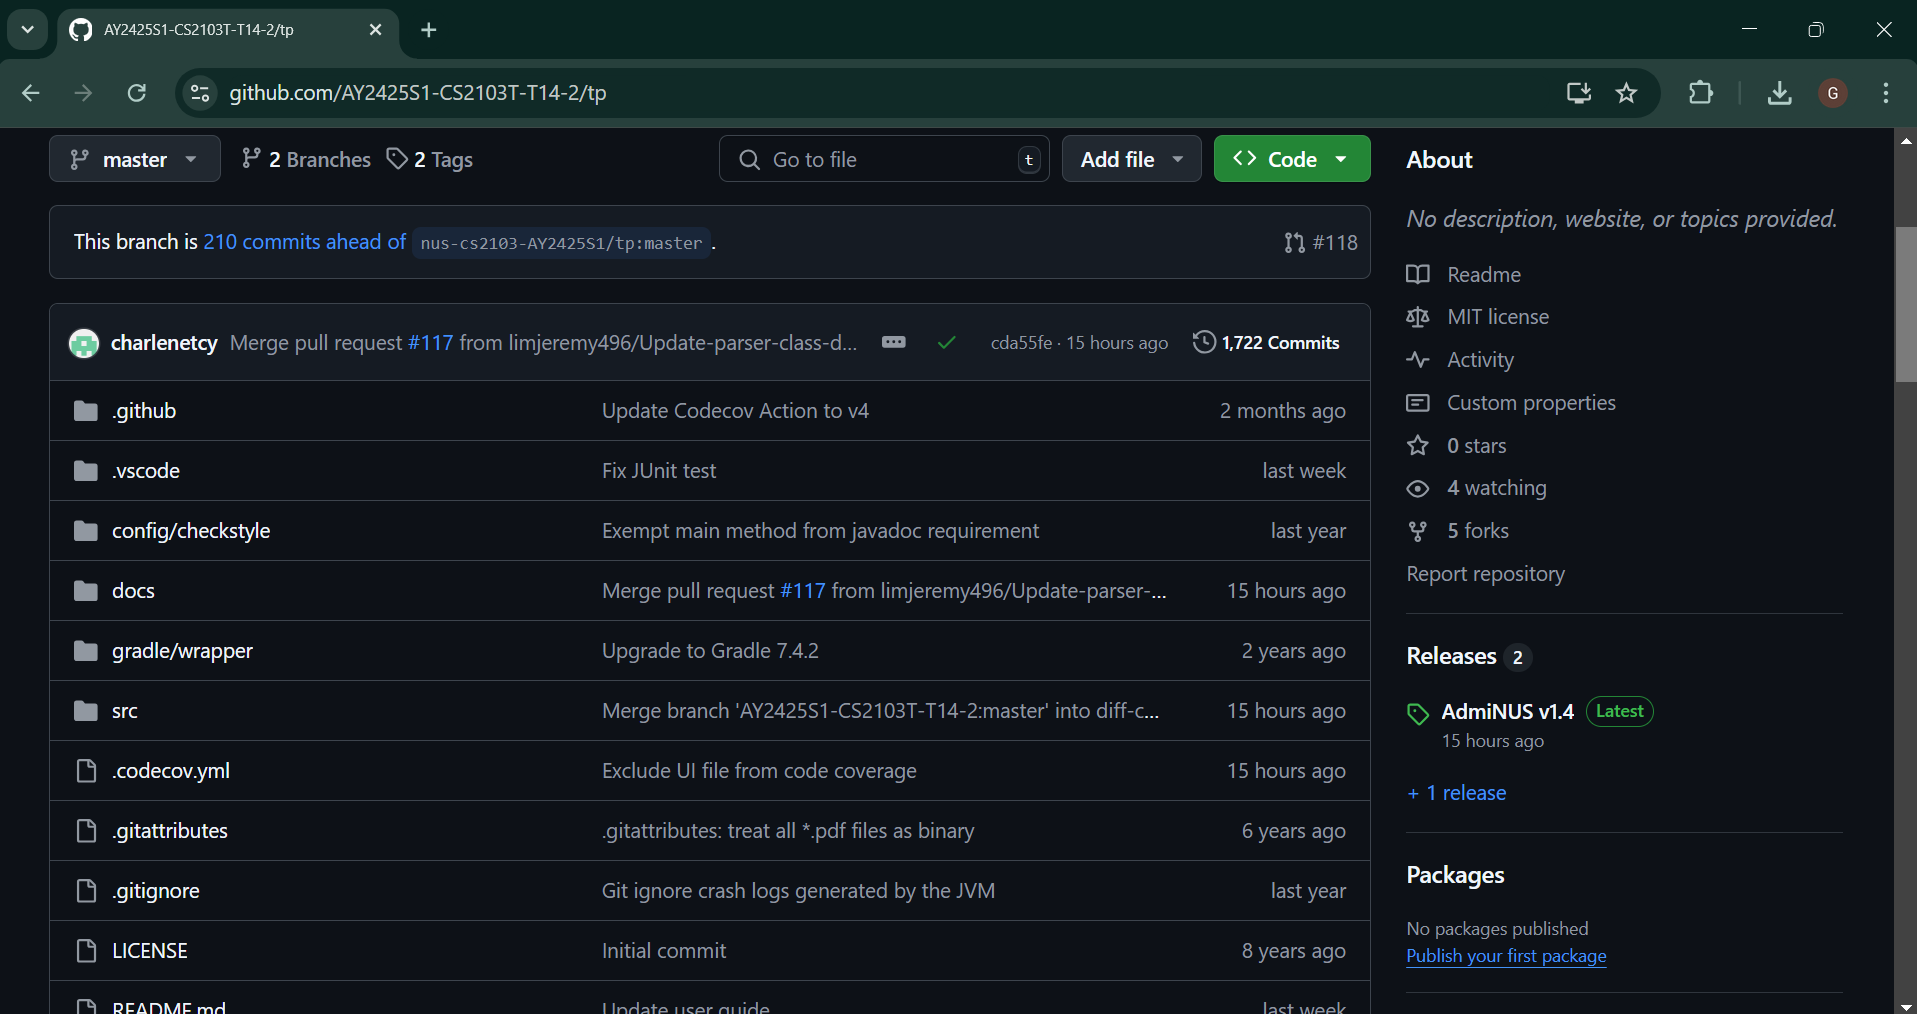 AY2425S1-CS2103T-T14-2/tp
github.com/AY2425S1-CS2103T-T14-2/tp
G
master
2 Branches
2 Tags
Go to file
t
Add file
Code
This branch is 210 commits ahead of nus-cs2103-AY2425S1/tp:master .
#118
charlenetcy Merge pull request #117 from limjeremy496/Update-parser-class-d...
cda55fe · 15 hours ago
1,722 Commits
.github Update Codecov Action to v4 2 months ago
.vscode Fix JUnit test last week
config/checkstyle Exempt main method from javadoc requirement last year
docs Merge pull request #117 from limjeremy496/Update-parser-... 15 hours ago
gradle/wrapper Upgrade to Gradle 7.4.2 2 years ago
src Merge branch 'AY2425S1-CS2103T-T14-2:master' into diff-c... 15 hours ago
.codecov.yml Exclude UI file from code coverage 15 hours ago
.gitattributes .gitattributes: treat all *.pdf files as binary 6 years ago
.gitignore Git ignore crash logs generated by the JVM last year
LICENSE Initial commit 8 years ago
README.md Update user guide last week
About
No description, website, or topics provided.
Readme
MIT license
Activity
Custom properties
0 stars
4 watching
5 forks
Report repository
Releases 2
AdmiNUS v1.4 Latest
15 hours ago
+ 1 release
Packages
No packages published
Publish your first package